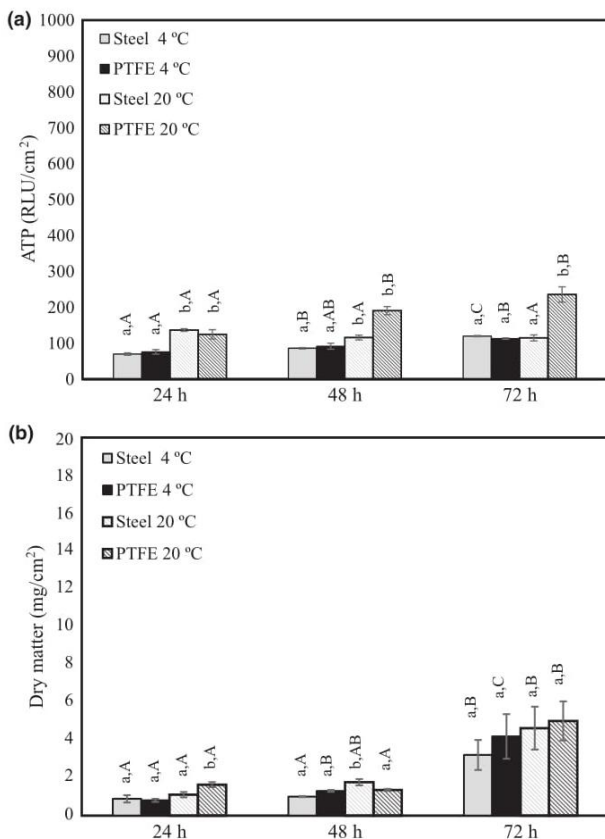 (a)
1000
900
800
700
600
500
400
300
200
100
0
ATP (RLU/cm²)
Steel 4 ºC
PTFE 4 ºC
Steel 20 ºC
PTFE 20 ºC
a,A a,A b,A b,A
a,B a,AB b,A b,B
a,C a,B a,A b,B
24 h 48 h 72 h
(b)
20
18
16
14
12
10
8
6
4
2
0
Dry matter (mg/cm²)
Steel 4 ºC
PTFE 4 ºC
Steel 20 ºC
PTFE 20 ºC
a,A a,A a,A b,A
a,A a,B b,AB a,A
a,B a,C a,B a,B
24 h 48 h 72 h